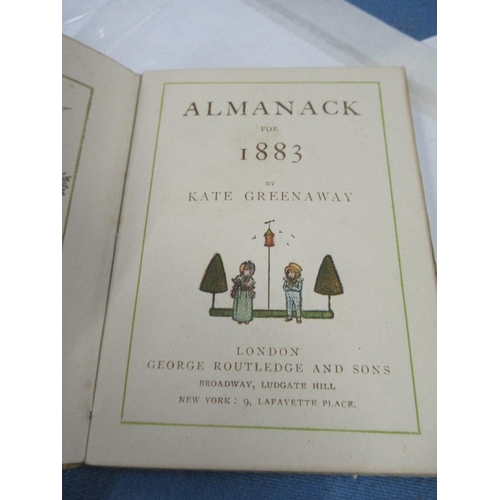 ALMANACK
FOR
1883
BY
KATE GREENAWAY
LONDON
GEORGE ROUTLEDGE AND SONS
BROADWAY, LUDGATE HILL
NEW YORK: 9, LAFAYETTE PLACE.